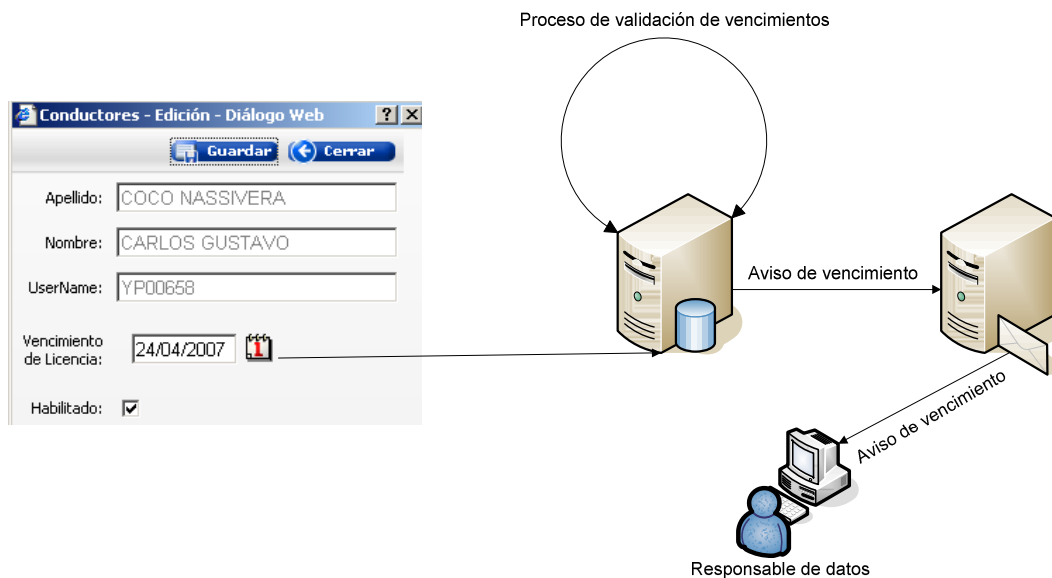 Proceso de validación de vencimientos
Conductores - Edición - Diálogo Web
Guardar
Cerrar
Apellido: COCO NASSIVERA
Nombre: CARLOS GUSTAVO
UserName: YP00658
Vencimiento
de Licencia: 24/04/2007
1
Habilitado:
Aviso de vencimiento
Aviso de vencimiento
Responsable de datos